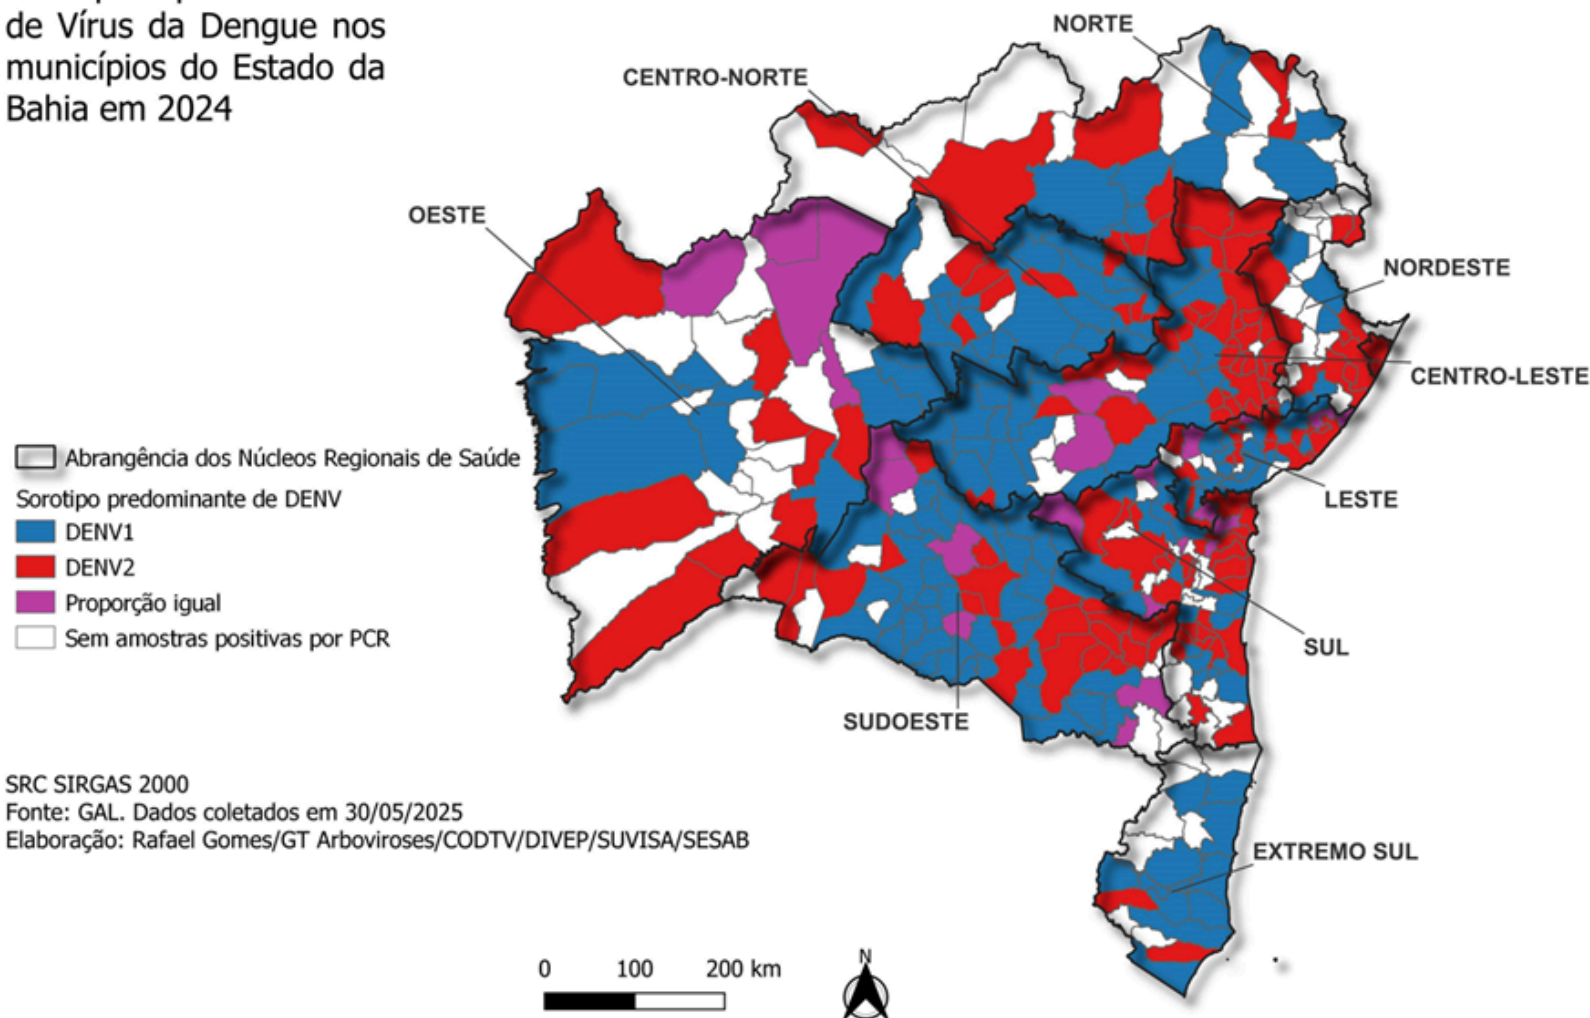 de Vírus da Dengue nos
municípios do Estado da
Bahia em 2024
NORTE
CENTRO-NORTE
OESTE
NORDESTE
CENTRO-LESTE
LESTE
SUL
SUDOESTE
EXTREMO SUL
Abrangência dos Núcleos Regionais de Saúde
Sorotipo predominante de DENV
DENV1
DENV2
Proporção igual
Sem amostras positivas por PCR
SRC SIRGAS 2000
Fonte: GAL. Dados coletados em 30/05/2025
Elaboração: Rafael Gomes/GT Arboviroses/CODTV/DIVEP/SUVISA/SESAB
0 100 200 km
N